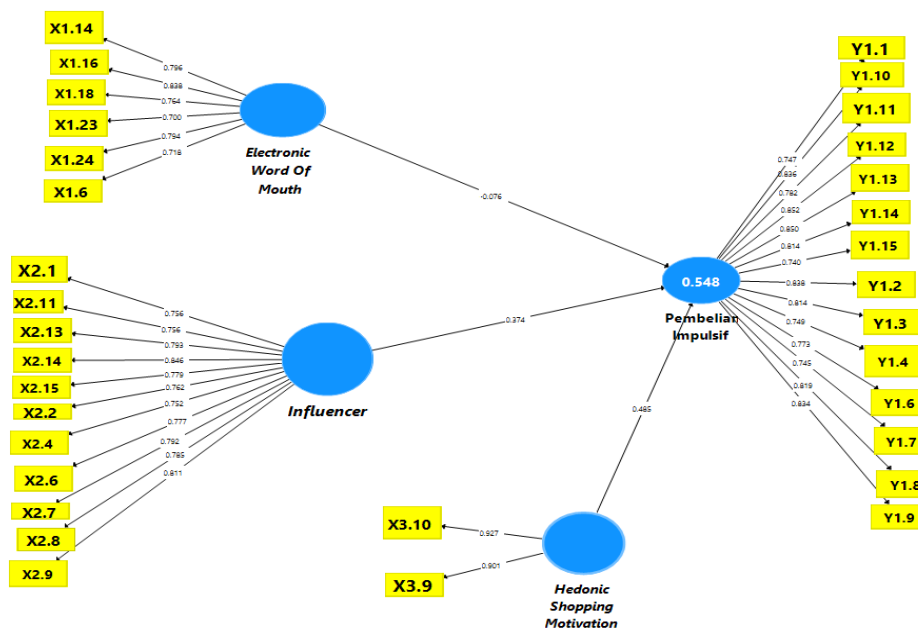 X1.14
X1.16
X1.18
X1.23
X1.24
X1.6
0.796
0.838
0.764
0.700
0.794
0.718
Electronic
Word Of
Mouth
-0.076
X2.1
X2.11
X2.13
X2.14
X2.15
X2.2
X2.4
X2.6
X2.7
X2.8
X2.9
0.756
0.756
0.793
0.846
0.779
0.762
0.752
0.777
0.792
0.785
0.811
Influencer
0.374
X3.10
X3.9
0.927
0.901
Hedonic
Shopping
Motivation
0.485
0.548
Pembelian
Impulsif
0.747
0.836
0.782
0.852
0.850
0.814
0.740
0.838
0.814
0.749
0.773
0.745
0.819
0.834
Y1.1
Y1.10
Y1.11
Y1.12
Y1.13
Y1.14
Y1.15
Y1.2
Y1.3
Y1.4
Y1.6
Y1.7
Y1.8
Y1.9